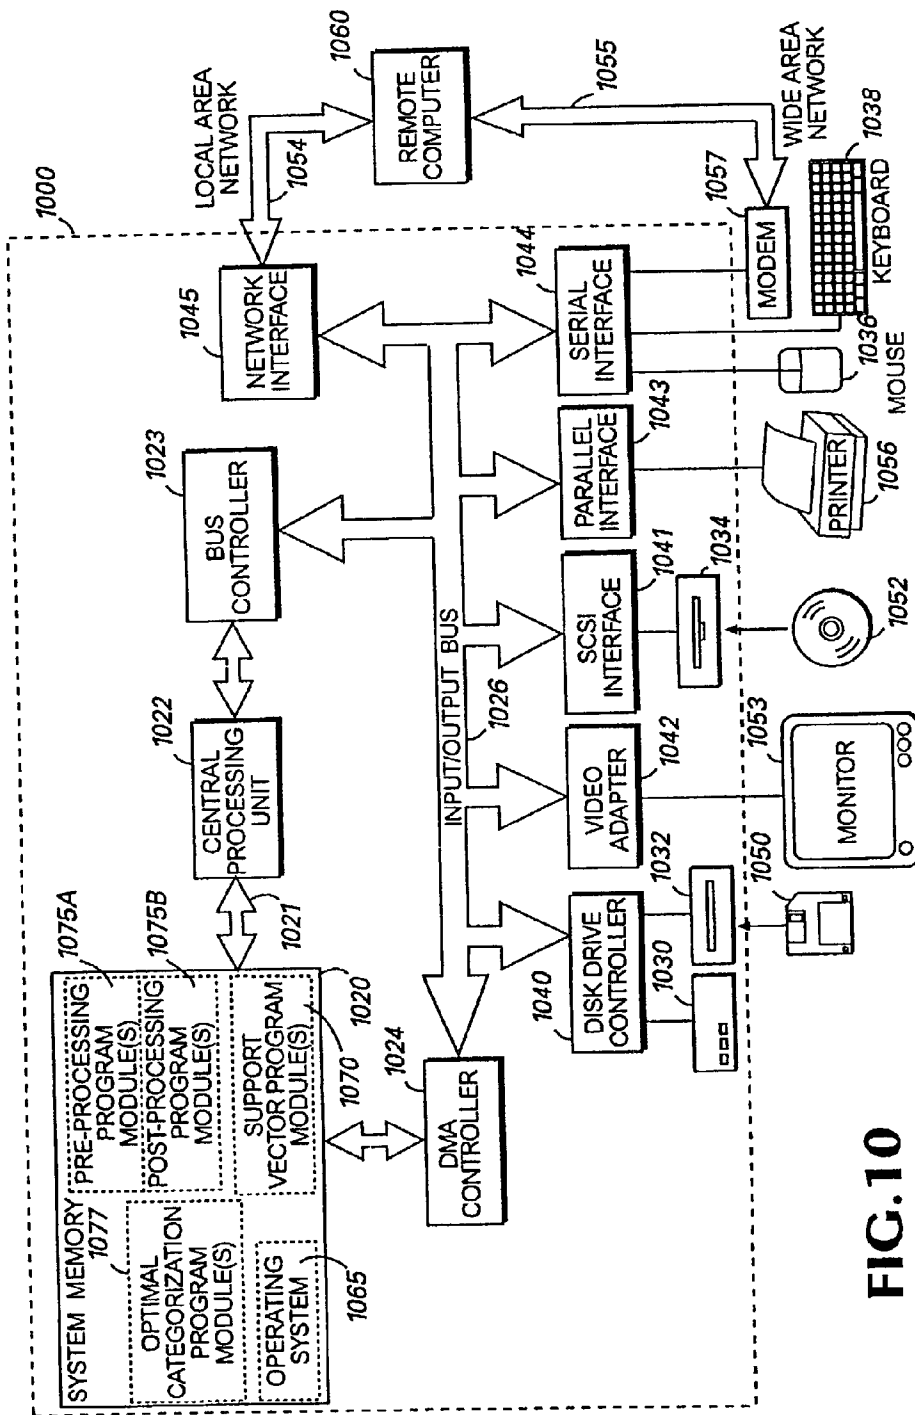 1000
SYSTEM MEMORY
1077
OPTIMAL
CATEGORIZATION
PROGRAM
MODULE(S)
OPERATING
SYSTEM
1065
PRE-PROCESSING
PROGRAM
MODULE(S)
1075A
POST-PROCESSING
PROGRAM
MODULE(S)
1075B
SUPPORT
VECTOR PROGRAM
MODULE(S)
1070
1020
1021
CENTRAL
PROCESSING
UNIT
1022
BUS
CONTROLLER
1023
NETWORK
INTERFACE
1045
LOCAL AREA
NETWORK
1054
REMOTE
COMPUTER
1060
1055
WIDE AREA
NETWORK
DMA
CONTROLLER
1024
INPUT/OUTPUT BUS
1026
DISK DRIVE
CONTROLLER
1040
VIDEO
ADAPTER
1042
SCSI
INTERFACE
1041
PARALLEL
INTERFACE
1043
SERIAL
INTERFACE
1044
1030
1032
1034
MODEM
1057
1050
MONITOR
1053
1052
PRINTER
1056
1036
MOUSE
1038
KEYBOARD
FIG.10